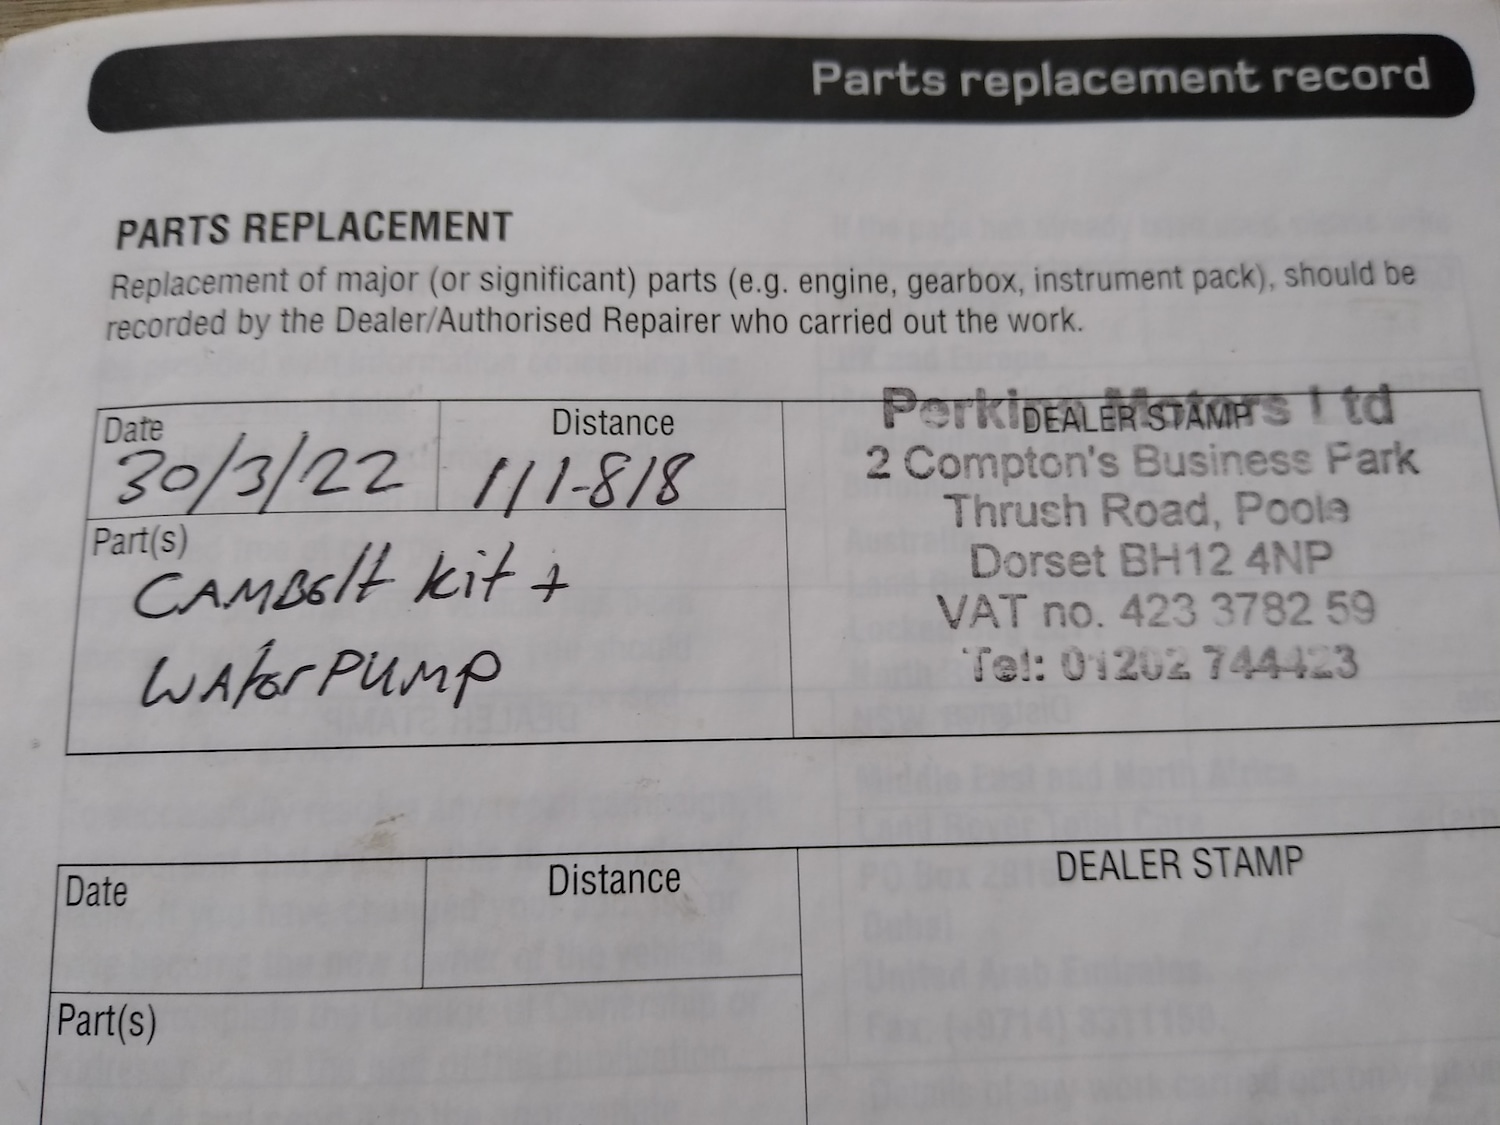 Parts replacement record
PARTS REPLACEMENT
Replacement of major (or significant) parts (e.g. engine, gearbox, instrument pack), should be
recorded by the Dealer/Authorised Repairer who carried out the work.
Date
30/3/22
Distance
111-818
Part(s)
CAMBelt Kit +
WAter PUMP
DEALER STAMP
Perkins Motors Ltd
2 Compton's Business Park
Thrush Road, Poole
Dorset BH12 4NP
VAT no. 423 3782 59
Tel: 01202 744423
Date
Distance
DEALER STAMP
Part(s)